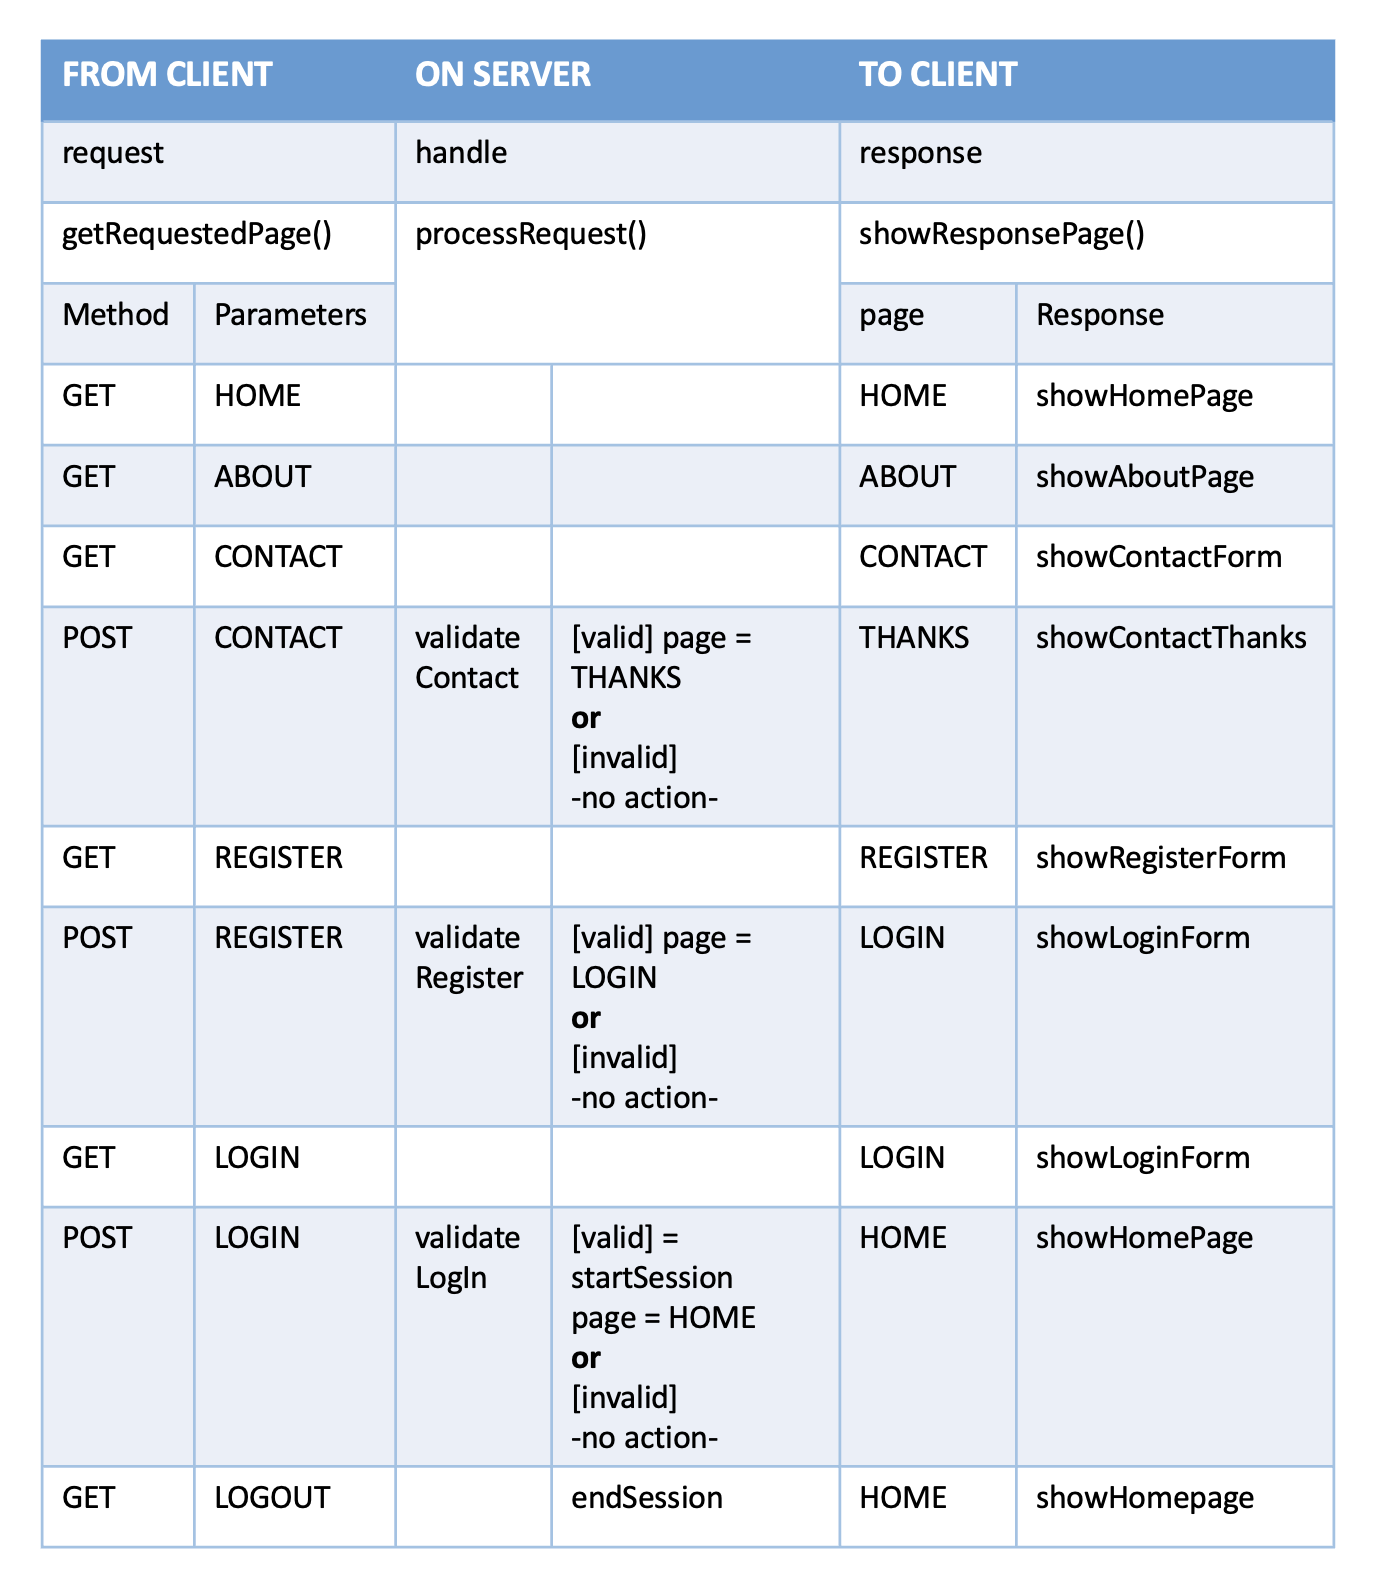 FROM CLIENT ON SERVER TO CLIENT
request handle response
getRequestedPage() processRequest() showResponsePage()
Method Parameters page Response
GET HOME HOME showHomePage
GET ABOUT ABOUT showAboutPage
GET CONTACT CONTACT showContactForm
POST CONTACT validate [valid] page = THANKS showContactThanks
Contact THANKS
or
[invalid]
-no action-
GET REGISTER REGISTER showRegisterForm
POST REGISTER validate [valid] page = LOGIN showLoginForm
Register LOGIN
or
[invalid]
-no action-
GET LOGIN LOGIN showLoginForm
POST LOGIN validate [valid] = HOME showHomePage
LogIn startSession
page = HOME
or
[invalid]
-no action-
GET LOGOUT endSession HOME showHomepage